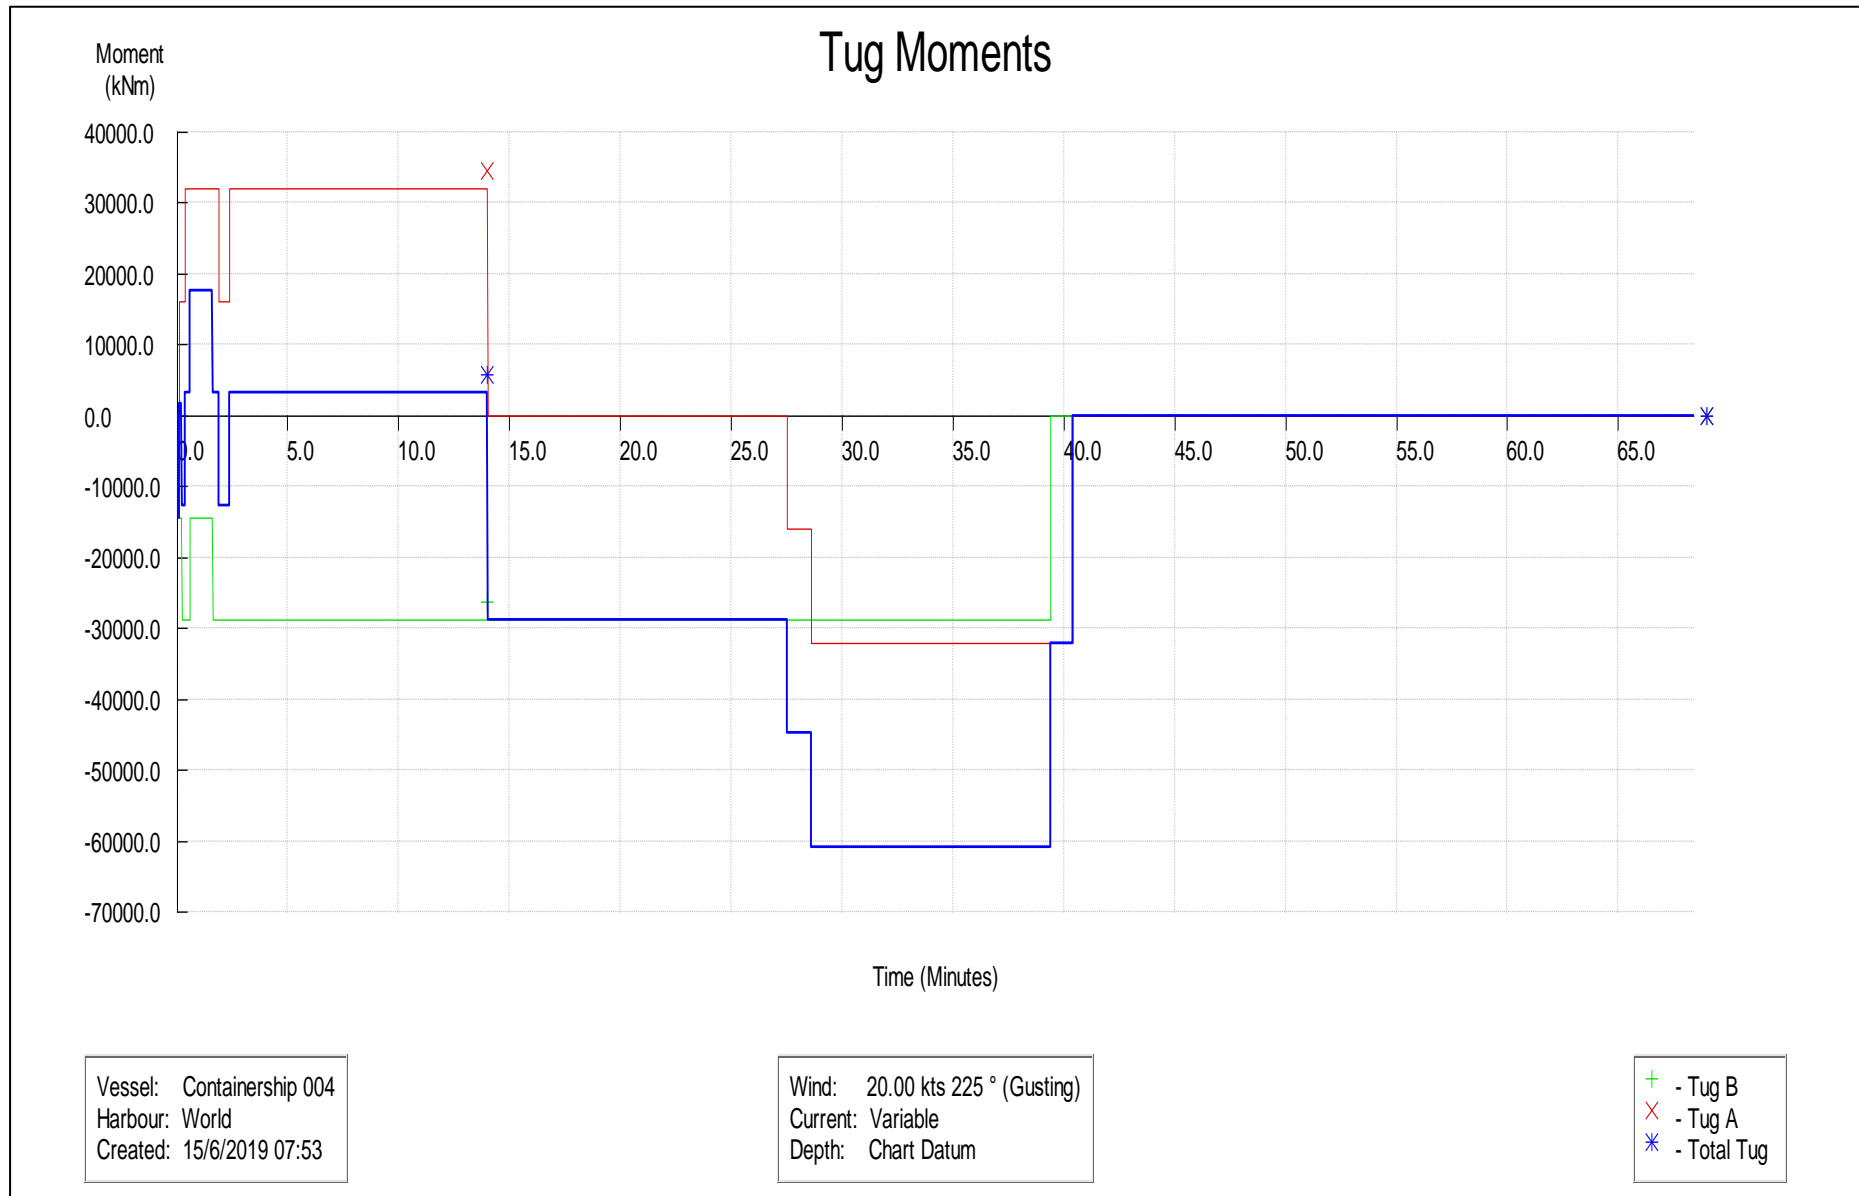 Tug Moments
Moment
(kNm)
40000.0
30000.0
20000.0
10000.0
0.0
-10000.0
-20000.0
-30000.0
-40000.0
-50000.0
-60000.0
-70000.0
0.0 5.0 10.0 15.0 20.0 25.0 30.0 35.0 40.0 45.0 50.0 55.0 60.0 65.0
Time (Minutes)
Vessel: Containership 004
Harbour: World
Created: 15/6/2019 07:53
Wind: 20.00 kts 225 ° (Gusting)
Current: Variable
Depth: Chart Datum
- Tug B
- Tug A
- Total Tug